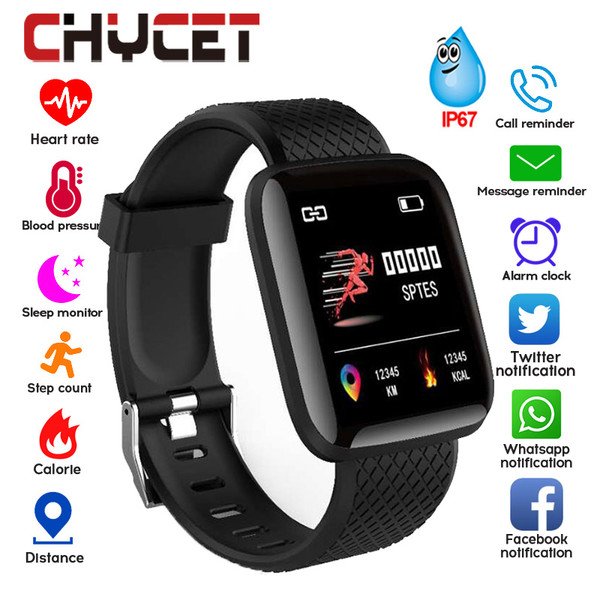 CHYCET
IP67
Heart rate
Call reminder
Blood pressur
Message reminder
Sleep monitor
Alarm clock
Step count
Twitter
notification
Calorie
Whatsapp
notification
Distance
Facebook
notification
00000
SPTES
12345
KM
12345
KCAL